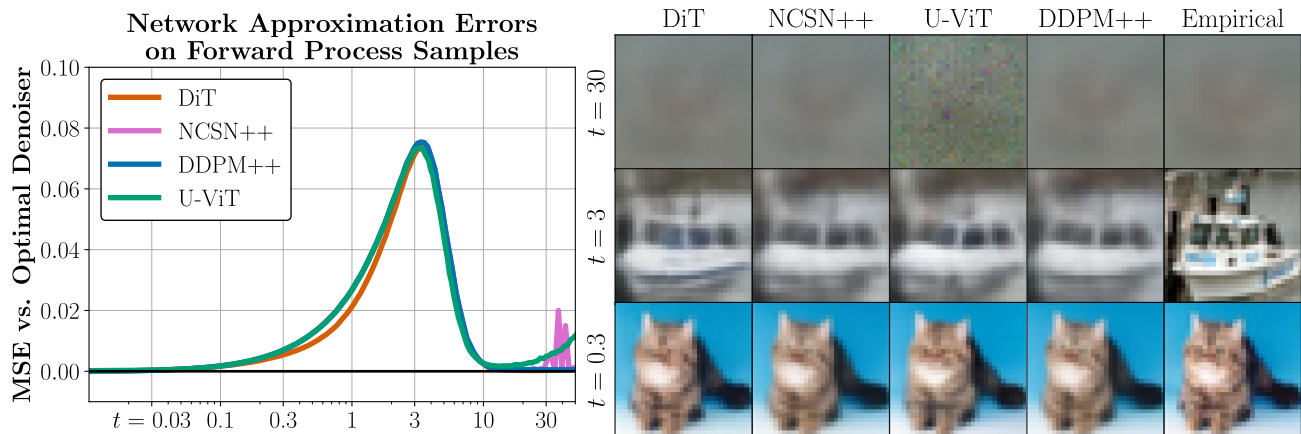 Network Approximation Errors
on Forward Process Samples
MSE vs. Optimal Denoiser
0.10
0.08
0.06
0.04
0.02
0.00
DiT
NCSN++
DDPM++
U-ViT
t = 0.03 0.1 0.3 1 3 10 30
DiT NCSN++ U-ViT DDPM++ Empirical
t = 30
t = 3
t = 0.3